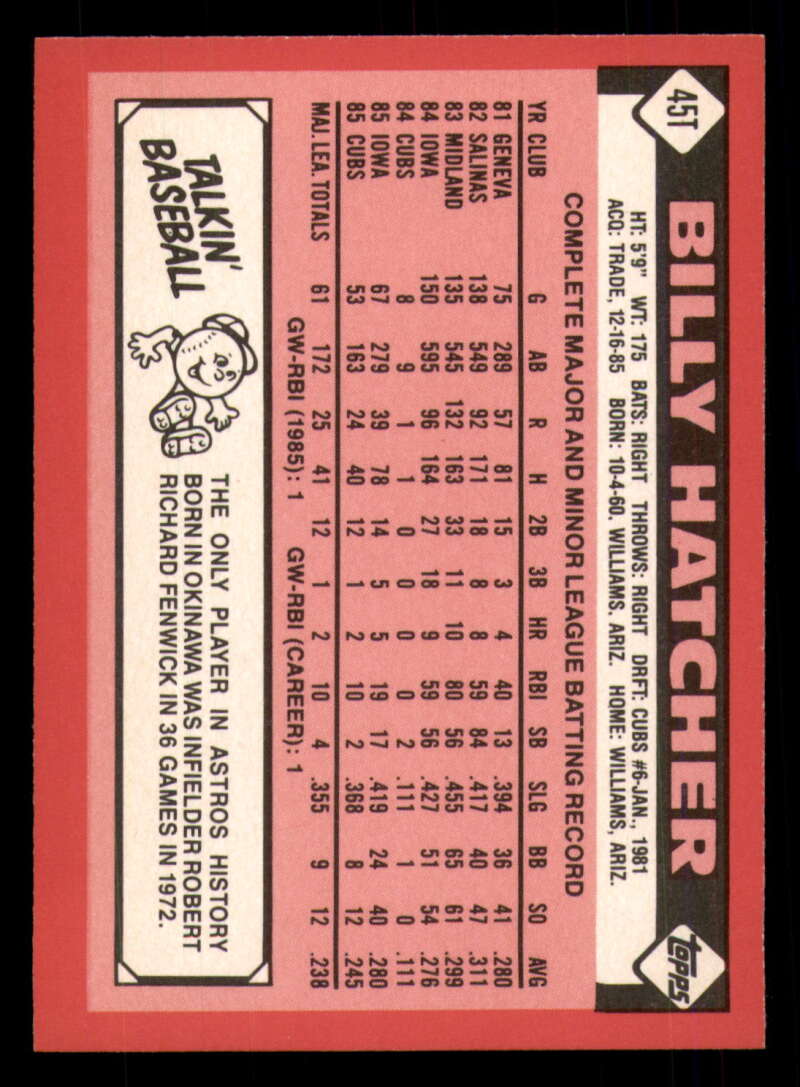 45T
BILLY HATCHER
topps
HT: 5'9" WT: 175 BATS: RIGHT THROWS: RIGHT DRFT: CUBS #6-JAN., 1981
ACQ: TRADE, 12-16-85 BORN: 10-4-60, WILLIAMS, ARIZ. HOME: WILLIAMS, ARIZ.
COMPLETE MAJOR AND MINOR LEAGUE BATTING RECORD
YR CLUB G AB R H 2B 3B HR RBI SB SLG BB SO AVG
81 GENEVA 75 289 57 81 15 3 4 40 13 .394 36 41 .280
82 SALINAS 138 549 92 171 18 8 8 59 84 .417 40 47 .311
83 MIDLAND 135 545 132 163 33 11 10 80 56 .455 65 61 .299
84 IOWA 150 595 96 164 27 18 9 59 56 .427 51 54 .276
84 CUBS 8 9 1 1 0 0 0 0 2 .111 1 0 .111
85 IOWA 67 279 39 78 14 5 5 19 17 .419 24 40 .280
85 CUBS 53 163 24 40 12 1 2 10 2 .368 8 12 .245
MAJ. LEA. TOTALS 61 172 25 41 12 1 2 10 4 .355 9 12 .238
GW-RBI (1985): 1 GW-RBI (CAREER): 1
TALKIN'
BASEBALL
THE ONLY PLAYER IN ASTROS HISTORY
BORN IN OKINAWA WAS INFIELDER ROBERT
RICHARD FENWICK IN 36 GAMES IN 1972.